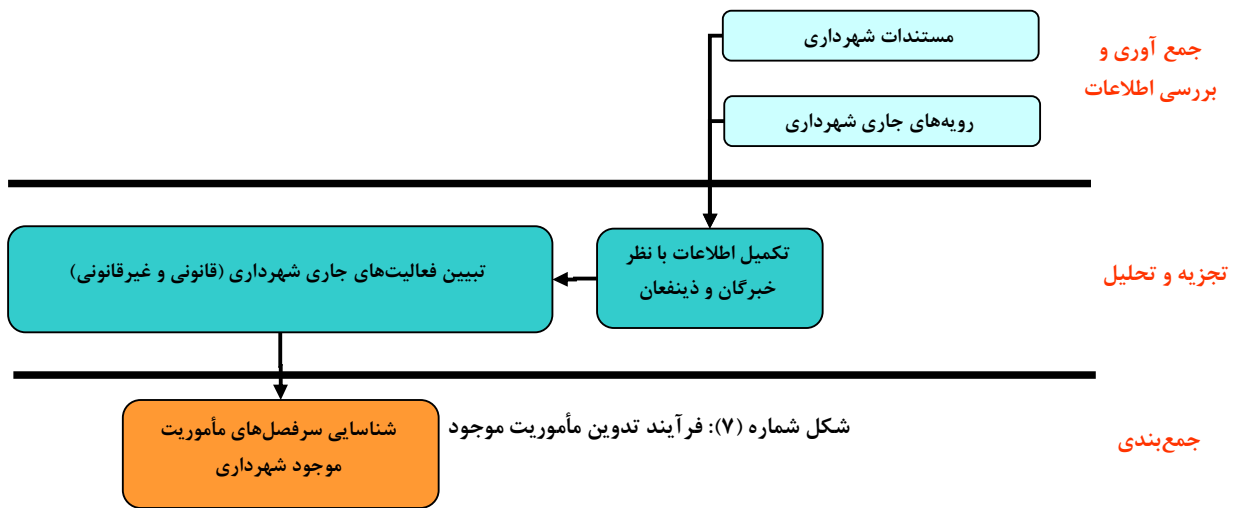 جمع آوری و
بررسی اطلاعات
مستندات شهرداری
رویه‌های جاری شهرداری
تجزیه و تحلیل
تکمیل اطلاعات با نظر
خبرگان و ذینفعان
تبیین فعالیت‌های جاری شهرداری (قانونی و غیرقانونی)
جمع‌بندی
شکل شماره (۷): فرآیند تدوین مأموریت موجود
شناسایی سرفصل‌های مأموریت
موجود شهرداری